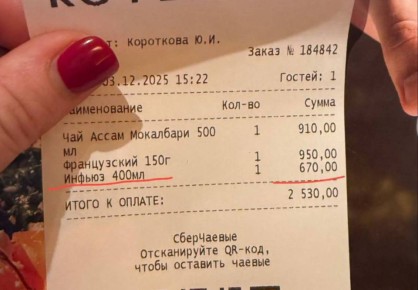 т: Короткова Ю.И.
Заказ № 184842
03.12.2025 15:22 Гостей: 1
аименование Кол-во Сумма
Чай Ассам Мокалбари 500 1 910,00
мл
французский 150г 1 950,00
Инфьюз 400мл 1 670,00
ИТОГО К ОПЛАТЕ: 2 530,00
СберЧаевые
Отсканируйте QR-код,
чтобы оставить чаевые